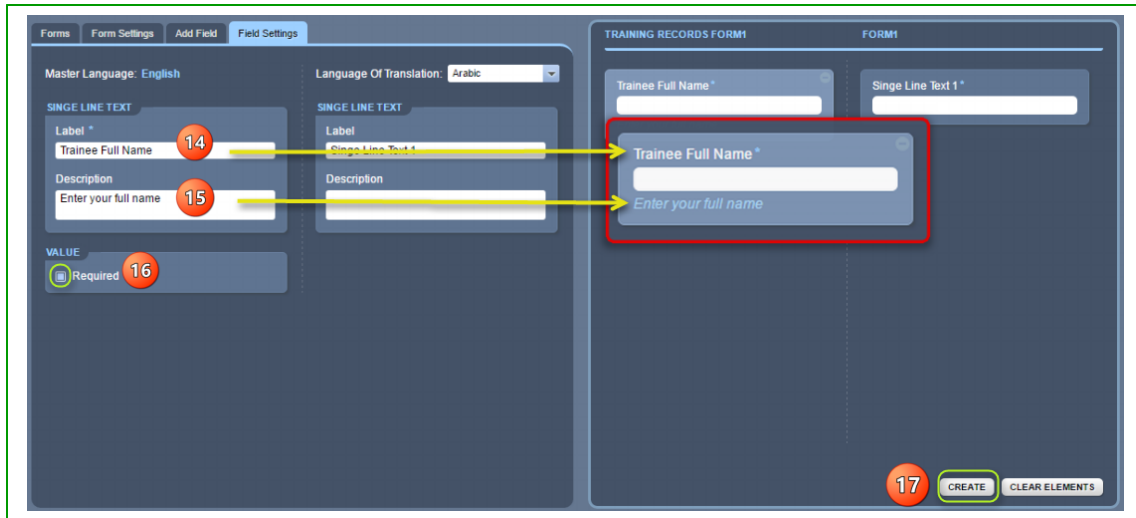 Forms Form Settings Add Field Field Settings
Master Language: English
Language Of Translation: Arabic
SINGE LINE TEXT
Label *
Trainee Full Name
14
Description
Enter your full name
15
VALUE
Required
16
SINGE LINE TEXT
Label
Singe Line Text 1
Description
TRAINING RECORDS FORM1
FORM1
Trainee Full Name *
Singe Line Text 1 *
Trainee Full Name *
Enter your full name
17
CREATE
CLEAR ELEMENTS